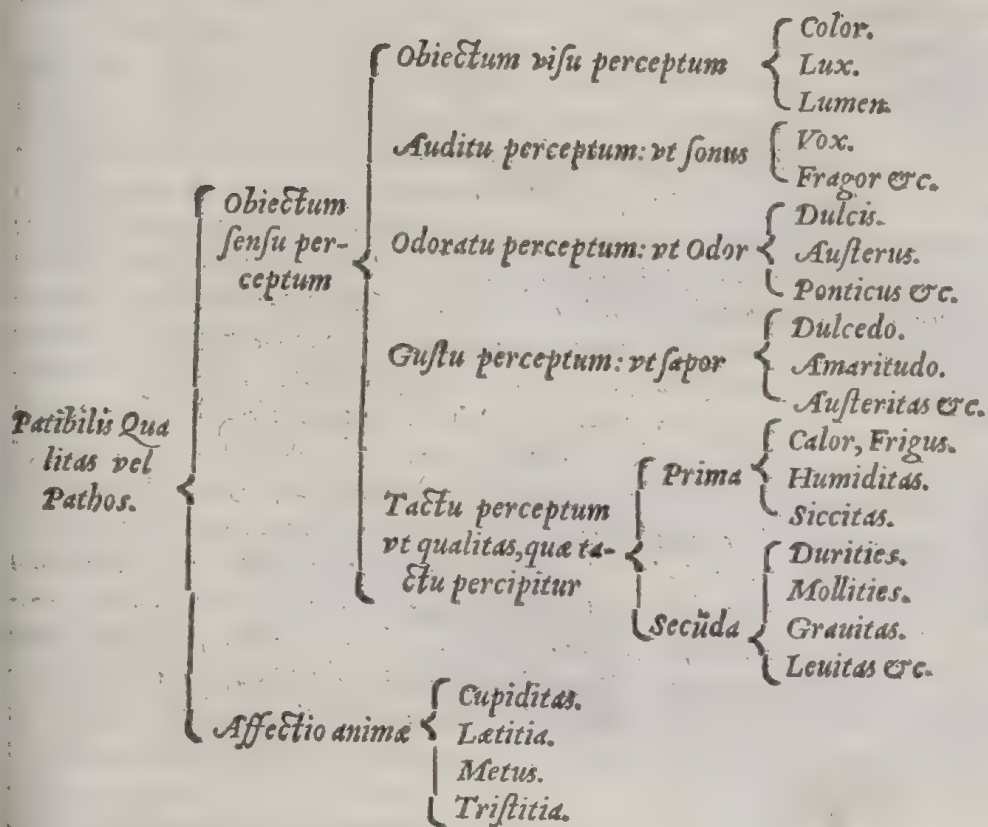 Patibilis Qua
litas vel
Pathos.
Obiectum
ſenſu per-
ceptum
Obiectum viſu perceptum
Color.
Lux.
Lumen.
Auditu perceptum: vt ſonus
Vox.
Fragor &c.
Odoratu perceptum: vt Odor
Dulcis.
Auſterus.
Ponticus &c.
Guſtu perceptum: vt ſapor
Dulcedo.
Amaritudo.
Auſteritas &c.
Tactu perceptum
vt qualitas, quæ ta-
ctu percipitur
Prima
Calor, Frigus.
Humiditas.
Siccitas.
Secūda
Durities.
Mollities.
Grauitas.
Leuitas &c.
Affectio animæ
Cupiditas.
Lætitia.
Metus.
Triſtitia.